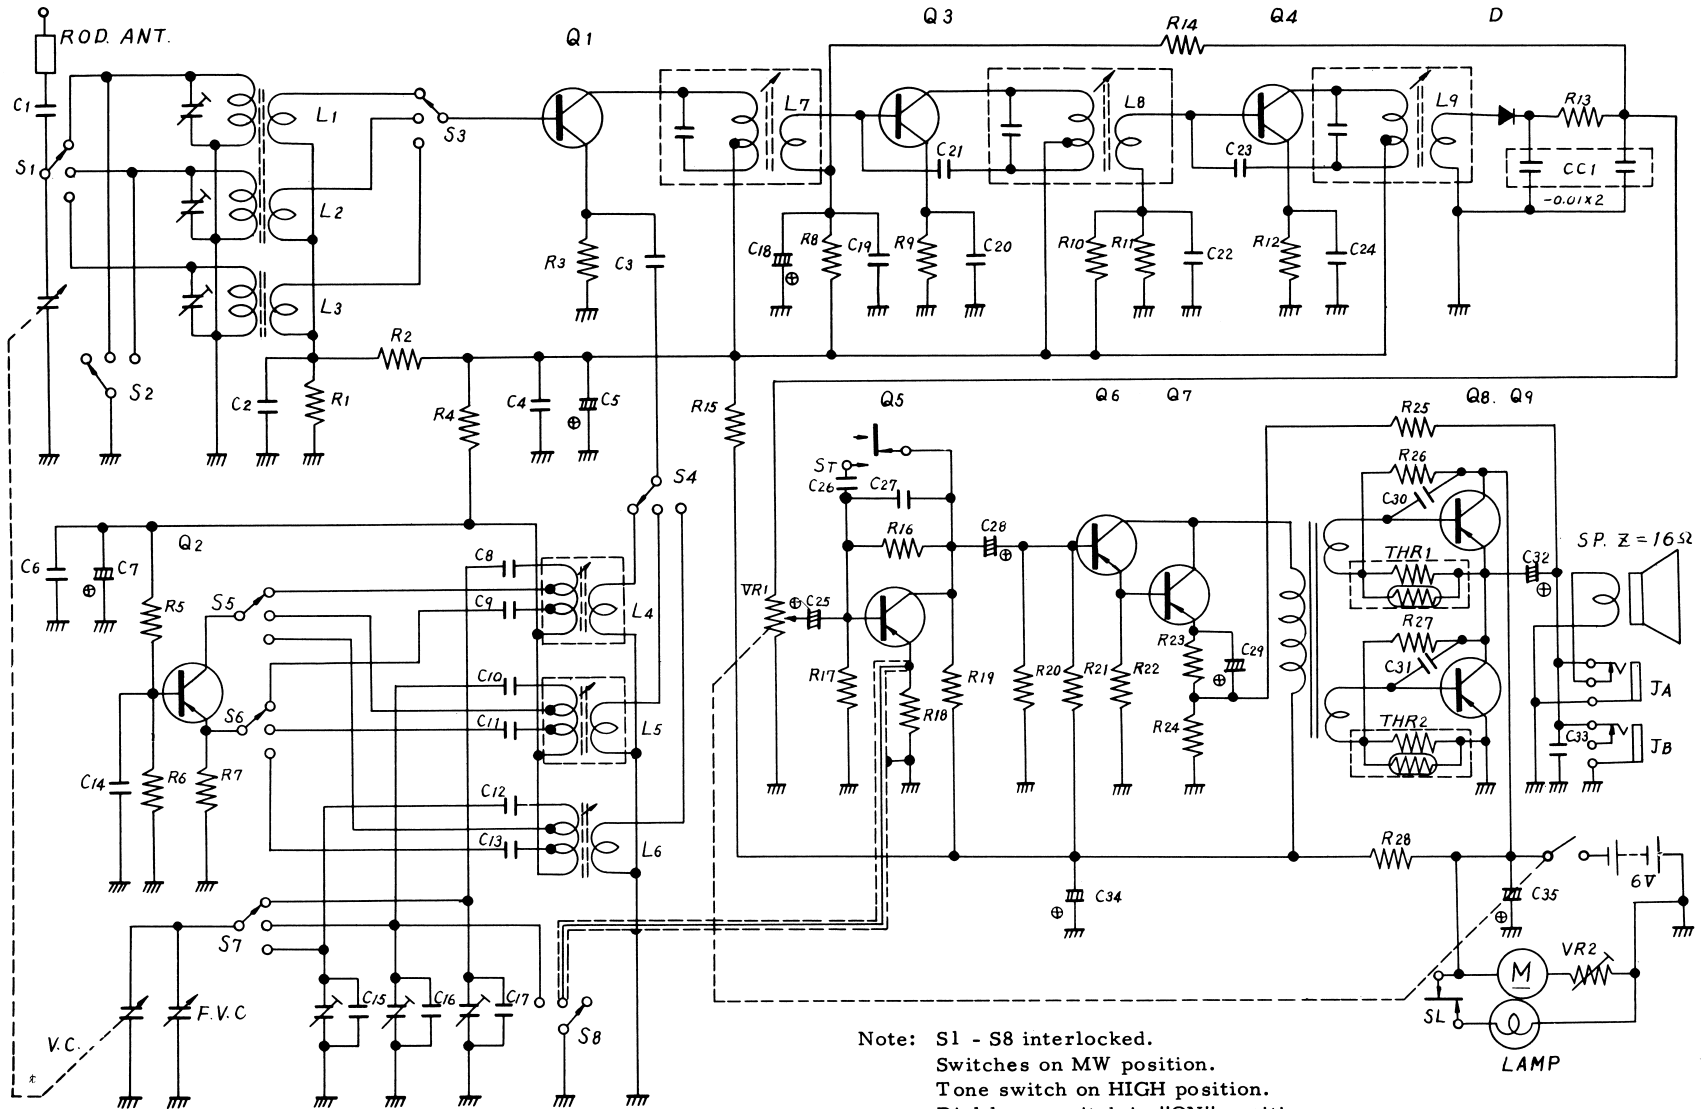 Q3
R14
Q4
D
ROD. ANT.
Q1
C1
L1
S3
L7
L8
L9
R13
S1
L2
C21
C23
CC1
-0.01×2
L3
R3
C3
C18
R8
C19
R9
C20
R10
R11
C22
R12
C24
R2
S2
C2
R1
R4
C4
C5
R15
Q5
Q6
Q7
Q8. Q9
R25
R26
ST
C26
C27
C30
S4
R16
C28
THR1
C32
SP. Z = 16Ω
Q2
C6
C7
C8
R5
S5
C9
L4
VR1
C25
R27
R23
C29
C31
C10
R17
R18
R19
R20
R21
R22
JA
S6
C11
L5
R24
THR2
C33
JB
C14
R6
R7
C12
C13
L6
R28
6V
C34
C35
S7
VR2
M
C15
C16
C17
F.V.C
S8
SL
V.C.
LAMP
Note: S1 - S8 interlocked.
Switches on MW position.
Tone switch on HIGH position.